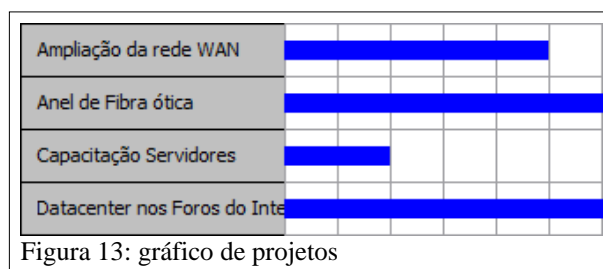 Ampliação da rede WAN
Anel de Fibra ótica
Capacitação Servidores
Datacenter nos Foros do Inte
Figura 13: gráfico de projetos